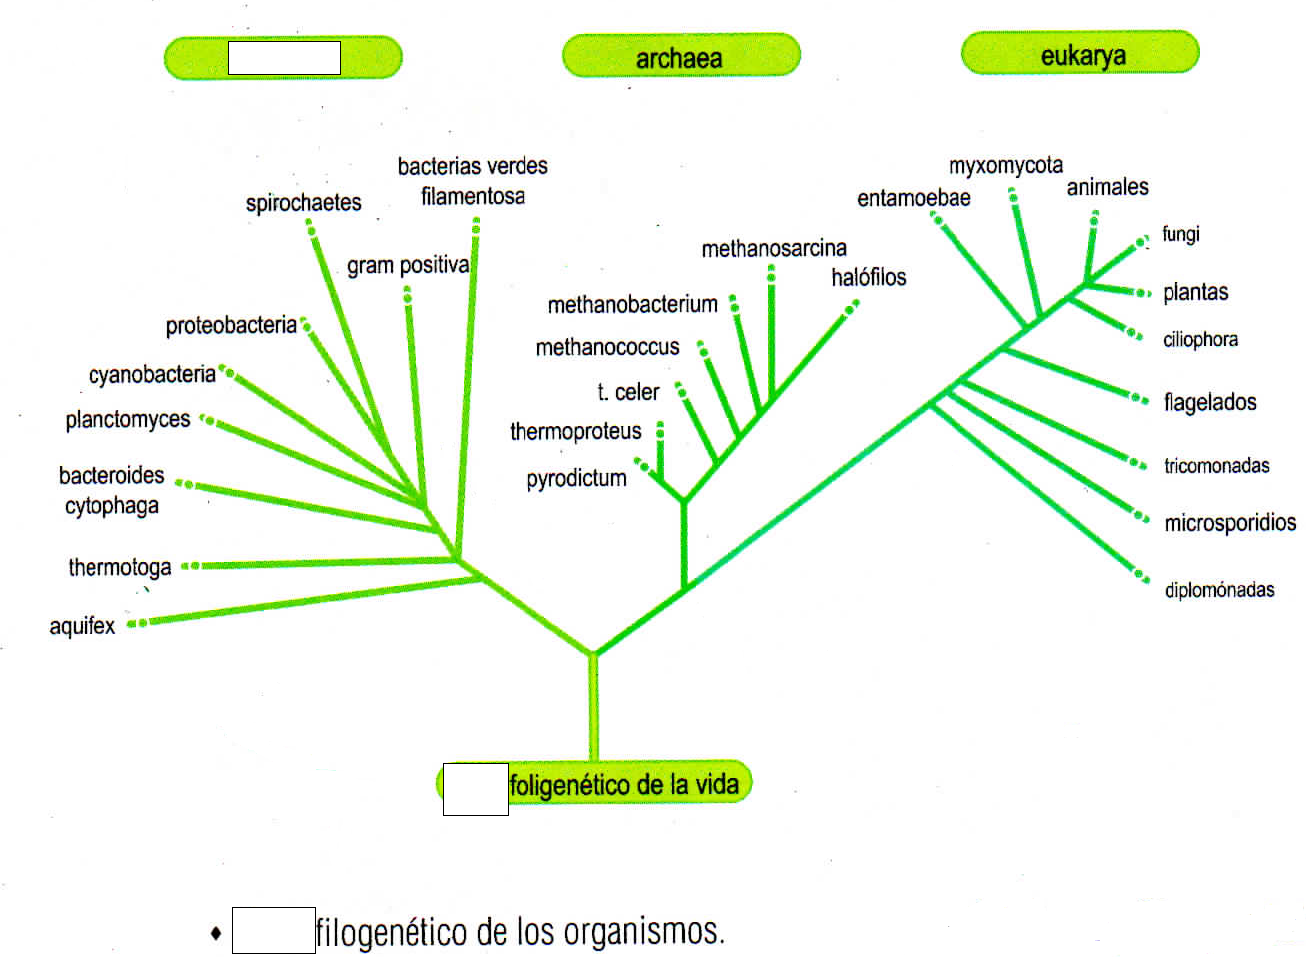 archaea
eukarya
bacterias verdes
filamentosa
spirochaetes
gram positiva
proteobacteria
cyanobacteria
planctomyces
bacteroides
cytophaga
thermotoga
aquifex
methanosarcina
halófilos
methanobacterium
methanococcus
t. celer
thermoproteus
pyrodictum
myxomycota
entamoebae
animales
fungi
plantas
ciliophora
flagelados
tricomonadas
microsporidios
diplomónadas
foligenético de la vida
♦ filogenético de los organismos.